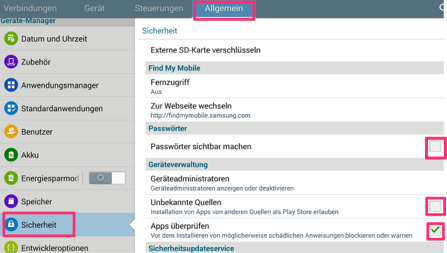 Verbindungen Gerät Steuerungen Allgemein
Geräte-Manager
Datum und Uhrzeit
Zubehör
Anwendungsmanager
Standardanwendungen
Benutzer
Akku
Energiesparmod
Speicher
Sicherheit
Entwickleroptionen
Sicherheit
Externe SD-Karte verschlüsseln
Find My Mobile
Fernzugriff
Aus
Zur Webseite wechseln
http://findmymobile.samsung.com
Passwörter
Passwörter sichtbar machen
Geräteverwaltung
Geräteadministratoren
Geräteadministratoren anzeigen oder deaktivieren
Unbekannte Quellen
Installation von Apps von anderen Quellen als Play Store erlauben
Apps überprüfen
Vor dem Installieren von möglicherweise schädlichen Anweisungen blockieren oder warnen
Sicherheitsupdateservice